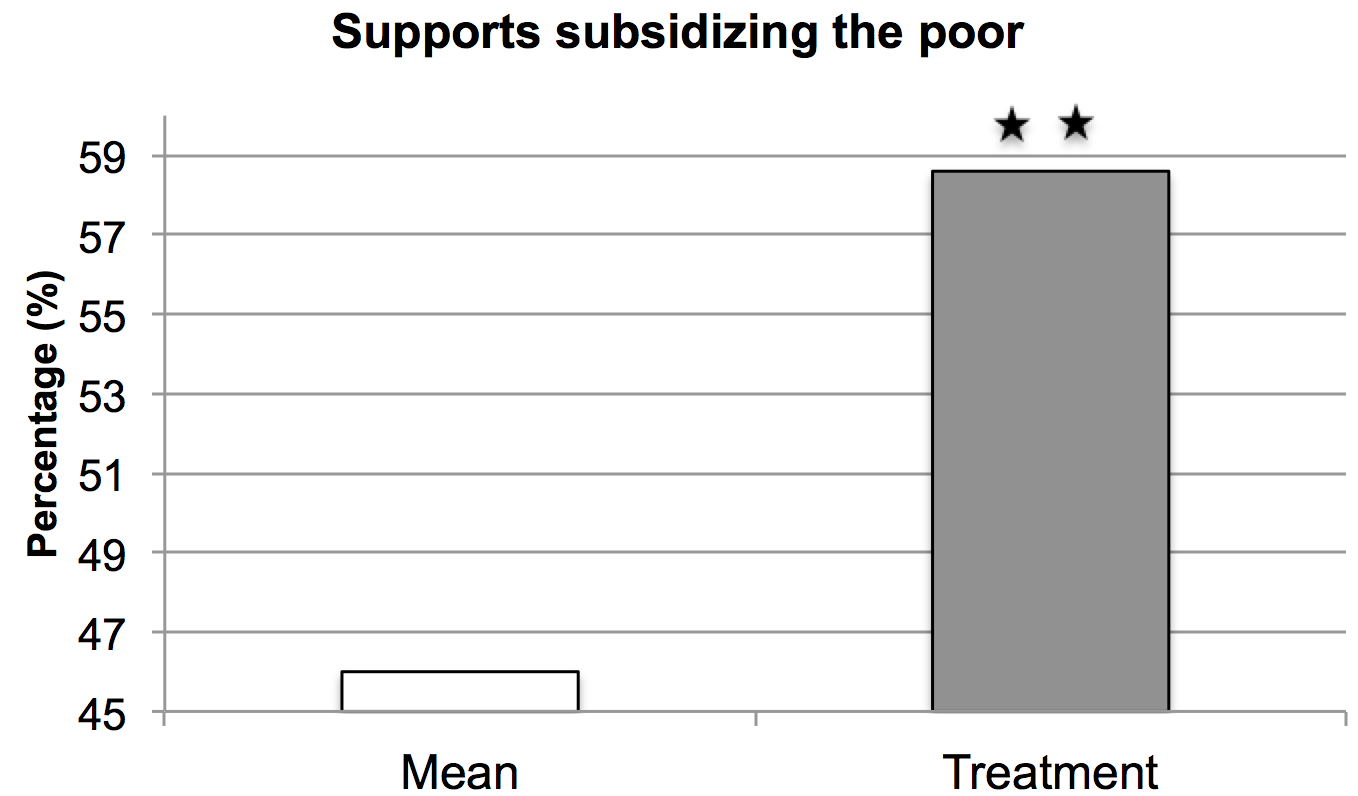 Supports subsidizing the poor
★ ★
Percentage (%)
59
57
55
53
51
49
47
45
Mean
Treatment